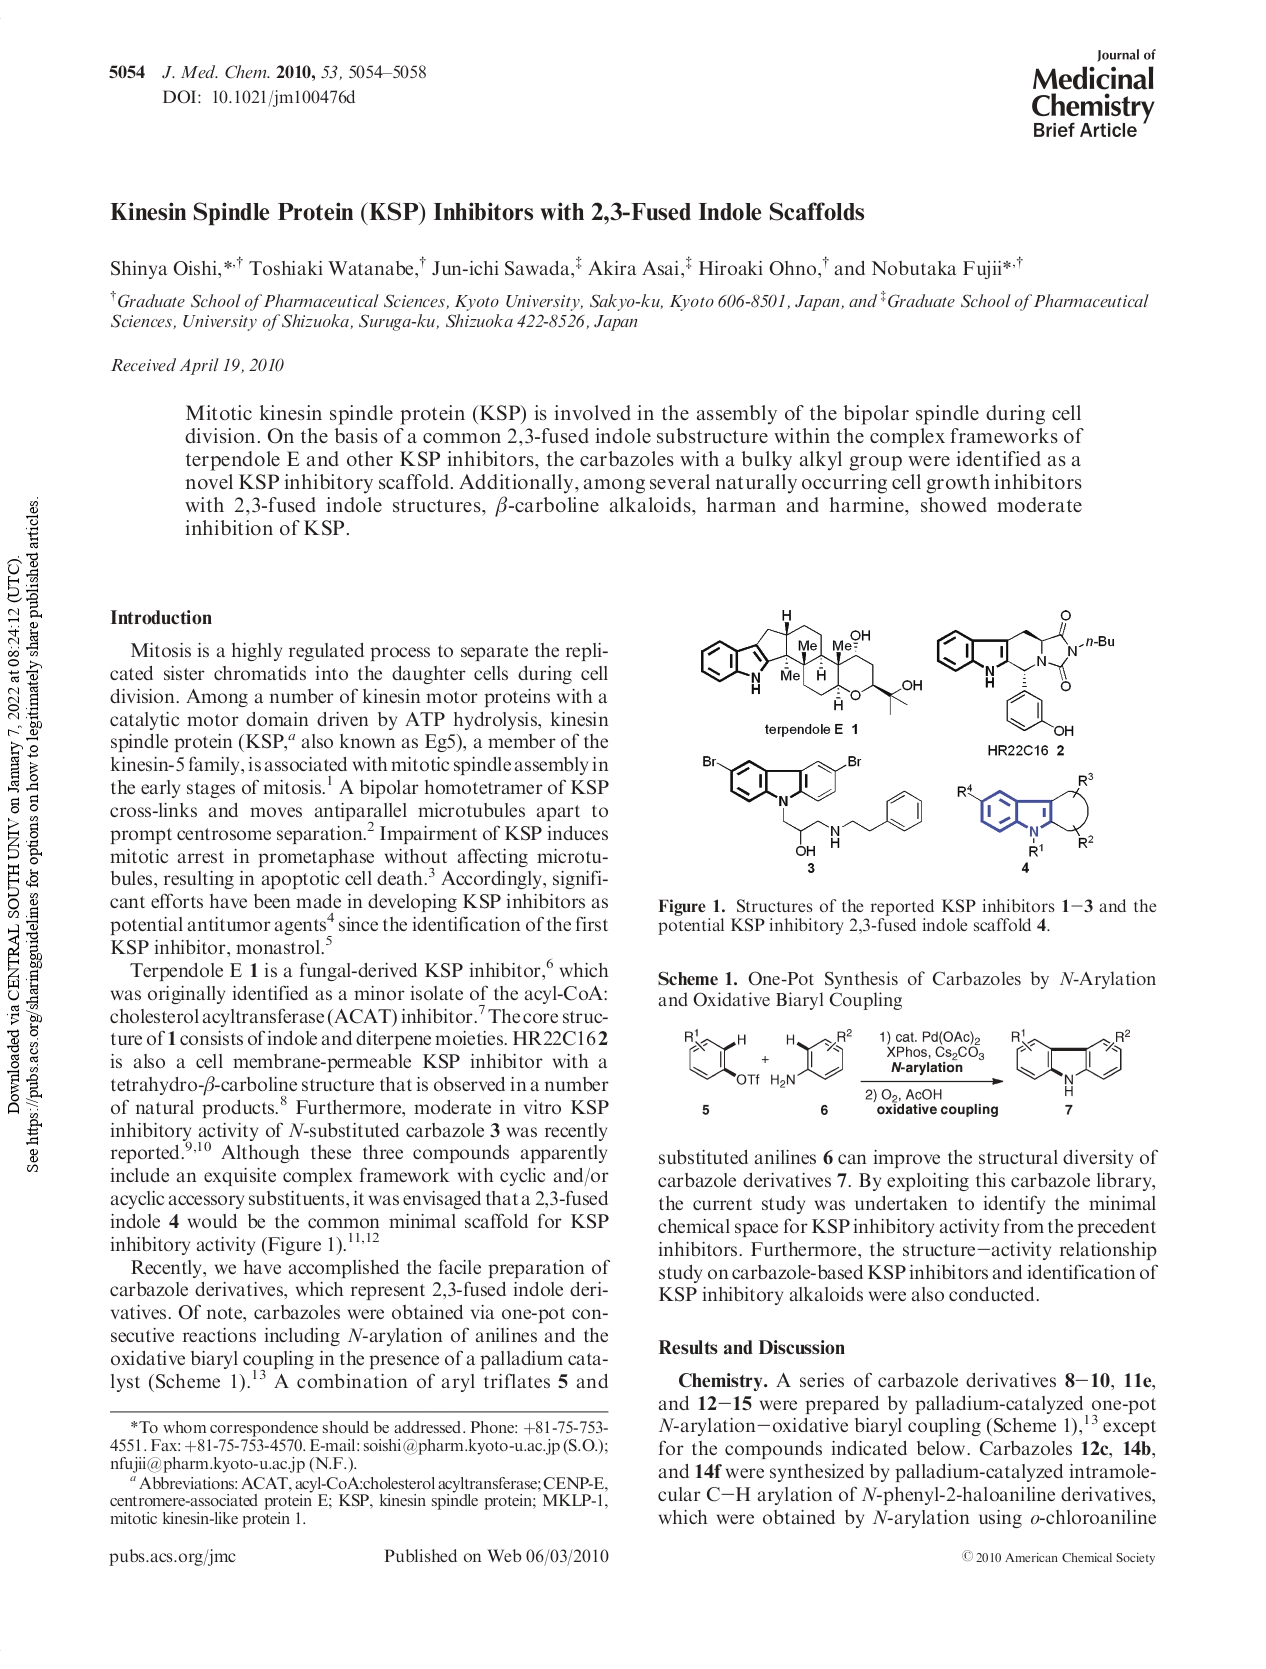 5054 J. Med. Chem. 2010, 53, 5054–5058
DOI: 10.1021/jm100476d
Journal of
Medicinal
Chemistry
Brief Article
Kinesin Spindle Protein (KSP) Inhibitors with 2,3-Fused Indole Scaffolds
Shinya Oishi,*,† Toshiaki Watanabe,† Jun-ichi Sawada,‡ Akira Asai,‡ Hiroaki Ohno,† and Nobutaka Fujii*,†
†Graduate School of Pharmaceutical Sciences, Kyoto University, Sakyo-ku, Kyoto 606-8501, Japan, and ‡Graduate School of Pharmaceutical
Sciences, University of Shizuoka, Suruga-ku, Shizuoka 422-8526, Japan
Received April 19, 2010
Mitotic kinesin spindle protein (KSP) is involved in the assembly of the bipolar spindle during cell
division. On the basis of a common 2,3-fused indole substructure within the complex frameworks of
terpendole E and other KSP inhibitors, the carbazoles with a bulky alkyl group were identified as a
novel KSP inhibitory scaffold. Additionally, among several naturally occurring cell growth inhibitors
with 2,3-fused indole structures, β-carboline alkaloids, harman and harmine, showed moderate
inhibition of KSP.
Downloaded via CENTRAL SOUTH UNIV on January 7, 2022 at 08:24:12 (UTC).
See https://pubs.acs.org/sharingguidelines for options on how to legitimately share published articles.
Introduction
Mitosis is a highly regulated process to separate the repli-
cated sister chromatids into the daughter cells during cell
division. Among a number of kinesin motor proteins with a
catalytic motor domain driven by ATP hydrolysis, kinesin
spindle protein (KSP,a also known as Eg5), a member of the
kinesin-5 family, is associated with mitotic spindle assembly in
the early stages of mitosis.1 A bipolar homotetramer of KSP
cross-links and moves antiparallel microtubules apart to
prompt centrosome separation.2 Impairment of KSP induces
mitotic arrest in prometaphase without affecting microtu-
bules, resulting in apoptotic cell death.3 Accordingly, signifi-
cant efforts have been made in developing KSP inhibitors as
potential antitumor agents4 since the identification of the first
KSP inhibitor, monastrol.5
Terpendole E 1 is a fungal-derived KSP inhibitor,6 which
was originally identified as a minor isolate of the acyl-CoA:
cholesterol acyltransferase (ACAT) inhibitor.7 The core struc-
ture of 1 consists of indole and diterpene moieties. HR22C16 2
is also a cell membrane-permeable KSP inhibitor with a
tetrahydro-β-carboline structure that is observed in a number
of natural products.8 Furthermore, moderate in vitro KSP
inhibitory activity of N-substituted carbazole 3 was recently
reported.9,10 Although these three compounds apparently
include an exquisite complex framework with cyclic and/or
acyclic accessory substituents, it was envisaged that a 2,3-fused
indole 4 would be the common minimal scaffold for KSP
inhibitory activity (Figure 1).11,12
Recently, we have accomplished the facile preparation of
carbazole derivatives, which represent 2,3-fused indole deri-
vatives. Of note, carbazoles were obtained via one-pot con-
secutive reactions including N-arylation of anilines and the
oxidative biaryl coupling in the presence of a palladium cata-
lyst (Scheme 1).13 A combination of aryl triflates 5 and
*To whom correspondence should be addressed. Phone: +81-75-753-
4551. Fax: +81-75-753-4570. E-mail: soishi@pharm.kyoto-u.ac.jp (S.O.);
nfujii@pharm.kyoto-u.ac.jp (N.F.).
a Abbreviations: ACAT, acyl-CoA:cholesterol acyltransferase; CENP-E,
centromere-associated protein E; KSP, kinesin spindle protein; MKLP-1,
mitotic kinesin-like protein 1.
H
Me Me OH
N
H
Me H
H
O
OH
terpendole E 1
O
N n-Bu
N
N
H
O
OH
HR22C16 2
Br Br
N
N
H
OH
3
R4
R3
N
R1
R2
4
Figure 1. Structures of the reported KSP inhibitors 1–3 and the
potential KSP inhibitory 2,3-fused indole scaffold 4.
Scheme 1. One-Pot Synthesis of Carbazoles by N-Arylation
and Oxidative Biaryl Coupling
R1 H
OTf
5
+
H R2
H2N
6
1) cat. Pd(OAc)2
XPhos, Cs2CO3
N-arylation
2) O2, AcOH
oxidative coupling
R1 R2
N
H
7
substituted anilines 6 can improve the structural diversity of
carbazole derivatives 7. By exploiting this carbazole library,
the current study was undertaken to identify the minimal
chemical space for KSP inhibitory activity from the precedent
inhibitors. Furthermore, the structure–activity relationship
study on carbazole-based KSP inhibitors and identification of
KSP inhibitory alkaloids were also conducted.
Results and Discussion
Chemistry. A series of carbazole derivatives 8–10, 11e,
and 12–15 were prepared by palladium-catalyzed one-pot
N-arylation–oxidative biaryl coupling (Scheme 1),13 except
for the compounds indicated below. Carbazoles 12c, 14b,
and 14f were synthesized by palladium-catalyzed intramole-
cular C–H arylation of N-phenyl-2-haloaniline derivatives,
which were obtained by N-arylation using o-chloroaniline
pubs.acs.org/jmc
Published on Web 06/03/2010
© 2010 American Chemical Society